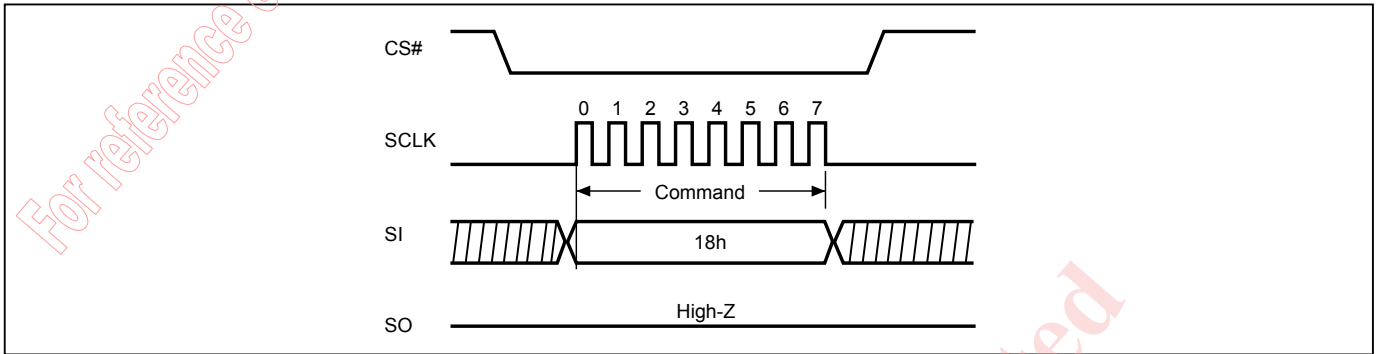 CS#
0 1 2 3 4 5 6 7
SCLK
Command
SI
18h
High-Z
SO
For reference